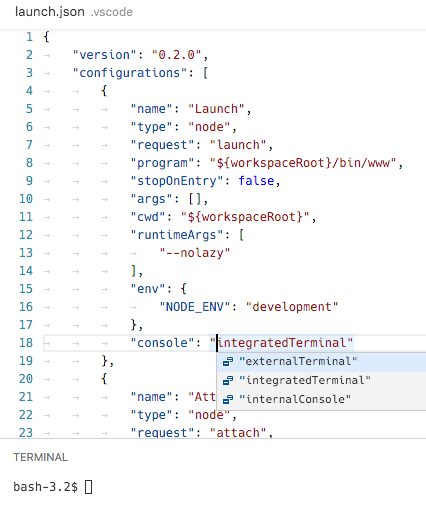 launch.json .vscode
1 {
2 "version": "0.2.0",
3 "configurations": [
4 {
5 "name": "Launch",
6 "type": "node",
7 "request": "launch",
8 "program": "${workspaceRoot}/bin/www",
9 "stopOnEntry": false,
10 "args": [],
11 "cwd": "${workspaceRoot}",
12 "runtimeArgs": [
13 "--nolazy"
14 ],
15 "env": {
16 "NODE_ENV": "development"
17 },
18 "console": "integratedTerminal"
"externalTerminal"
19 },
"integratedTerminal"
20 {
"internalConsole"
21 "name": "Att
22 "type": "node",
23 "request": "attach",
TERMINAL
bash-3.2$